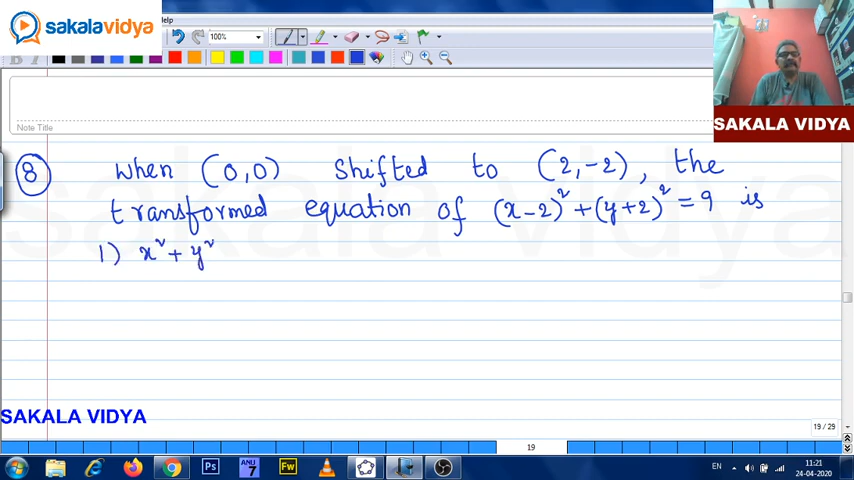 sakalavidya
Help
100%
SAKALA VIDYA
Note Title
8 when (0,0) shifted to (2,-2), the
transformed equation of (x-2)² + (y+2)² = 9 is
1) x² + y²
SAKALA VIDYA
19 / 29
19
EN
11:21
24-04-2020